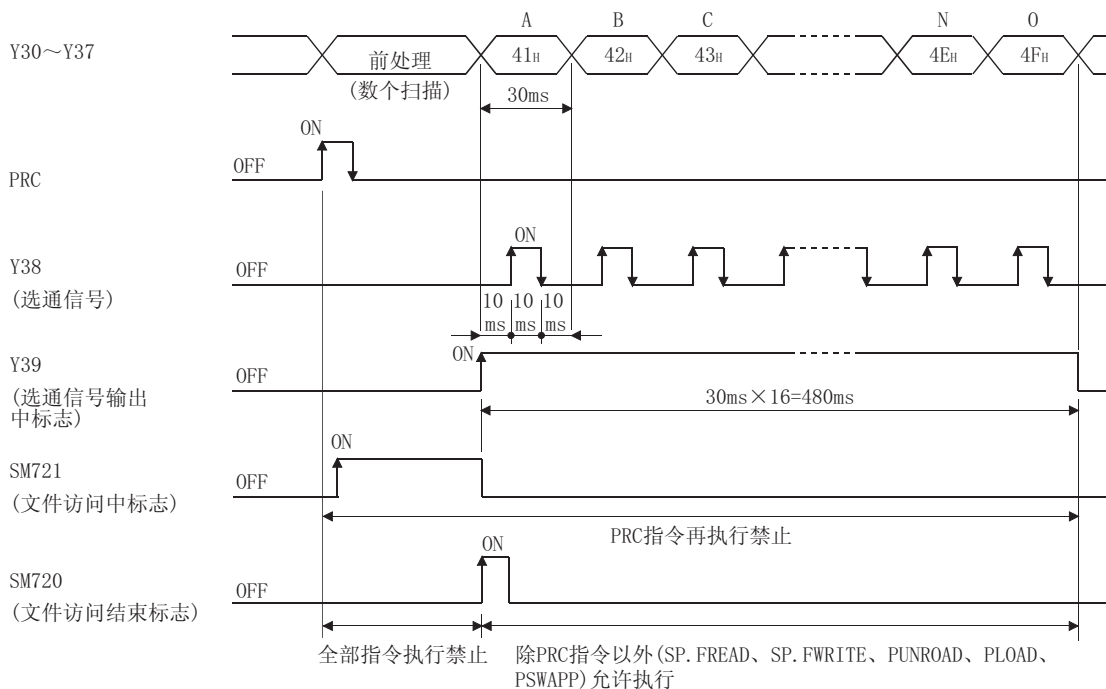 A B C N O
Y30～Y37 前处理 41H 42H 43H 4EH 4FH
(数个扫描) 30ms
ON
PRC OFF
ON
Y38 OFF
(选通信号)
10 10 10
ms ms ms
Y39 ON
OFF
(选通信号输出
中标志) 30ms×16=480ms
ON
SM721 OFF
(文件访问中标志)
PRC指令再执行禁止
ON
SM720 OFF
(文件访问结束标志)
全部指令执行禁止 除PRC指令以外(SP.FREAD、SP.FWRITE、PUNROAD、PLOAD、
PSWAPP)允许执行